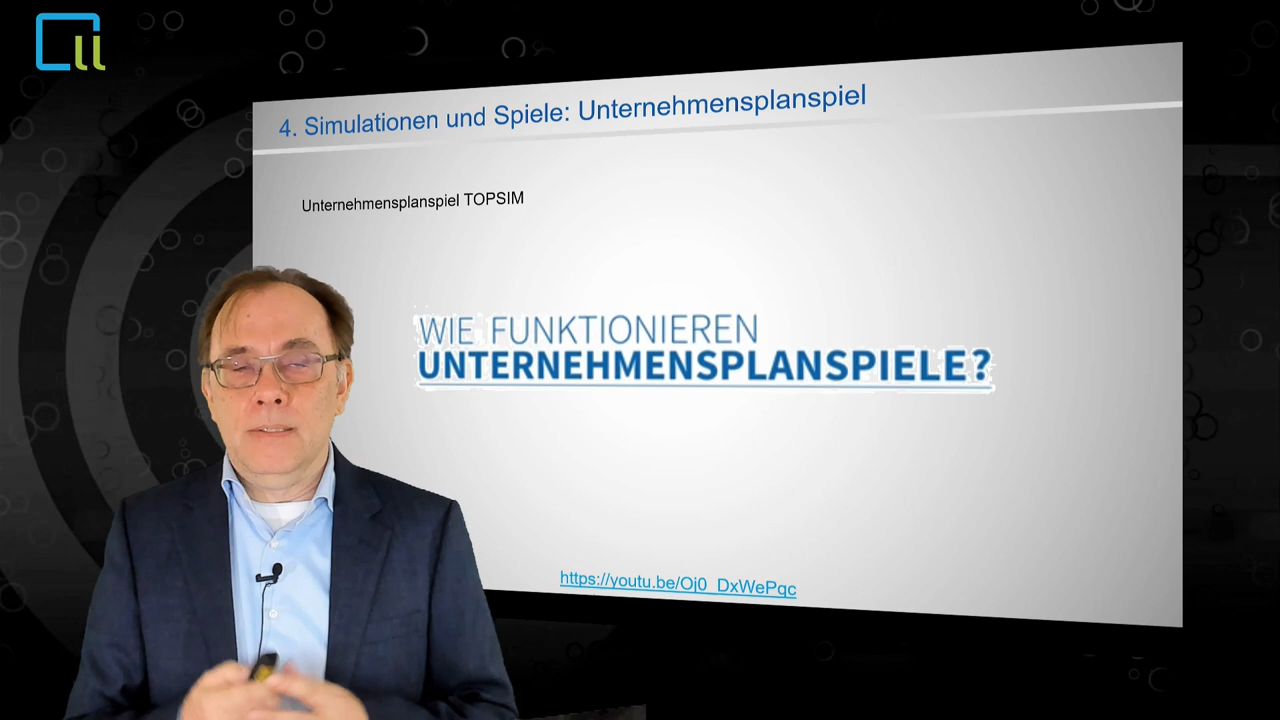 4. Simulationen und Spiele: Unternehmensplanspiel
Unternehmensplanspiel TOPSIM
WIE FUNKTIONIEREN
UNTERNEHMENSPLANSPIELE?
https://youtu.be/Oj0_DxWePqc